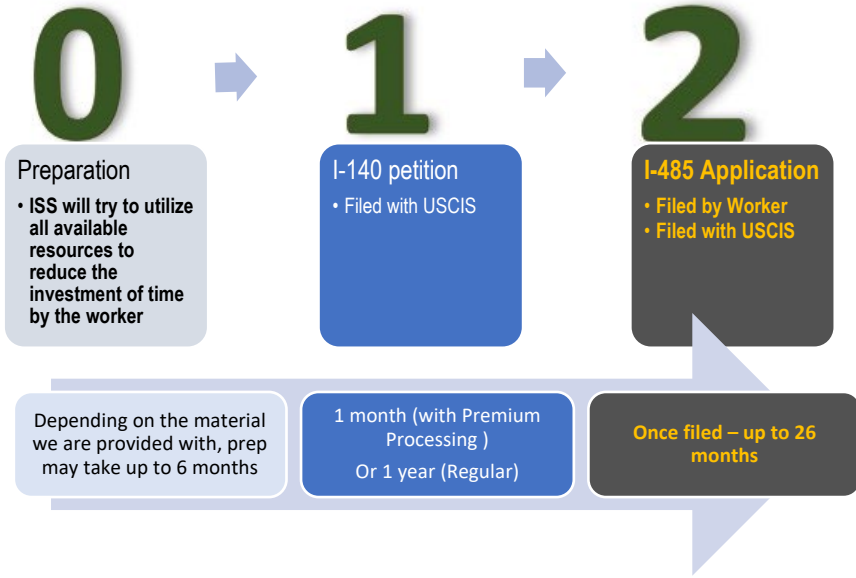 0
1
2
Preparation
• ISS will try to utilize
all available
resources to
reduce the
investment of time
by the worker
I-140 petition
• Filed with USCIS
I-485 Application
• Filed by Worker
• Filed with USCIS
Depending on the material
we are provided with, prep
may take up to 6 months
1 month (with Premium
Processing )
Or 1 year (Regular)
Once filed – up to 26
months